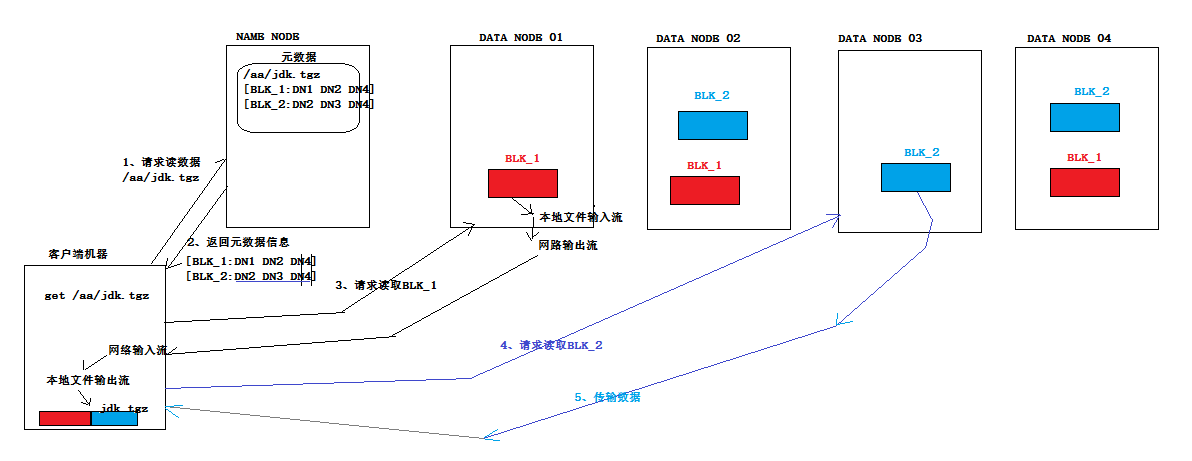 NAME NODE
元数据
/aa/jdk.tgz
[BLK_1:DN1 DN2 DN4]
[BLK_2:DN2 DN3 DN4]
DATA NODE 01
BLK_1
本地文件输入流
网路输出流
DATA NODE 02
BLK_2
BLK_1
DATA NODE 03
BLK_2
DATA NODE 04
BLK_2
BLK_1
1、请求读数据
/aa/jdk.tgz
2、返回元数据信息
[BLK_1:DN1 DN2 DN4]
[BLK_2:DN2 DN3 DN4]
客户端机器
get /aa/jdk.tgz
3、请求读取BLK_1
网络输入流
本地文件输出流
jdk.tgz
4、请求读取BLK_2
5、传输数据